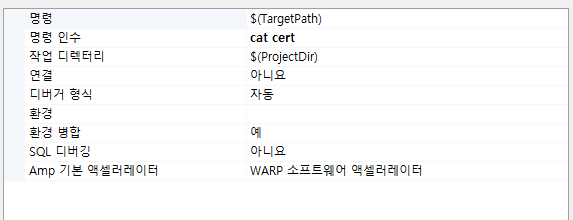 명령 $(TargetPath)
명령 인수 cat cert
작업 디렉터리 $(ProjectDir)
연결 아니요
디버거 형식 자동
환경
환경 병합 예
SQL 디버깅 아니요
Amp 기본 액셀러레이터 WARP 소프트웨어 액셀러레이터